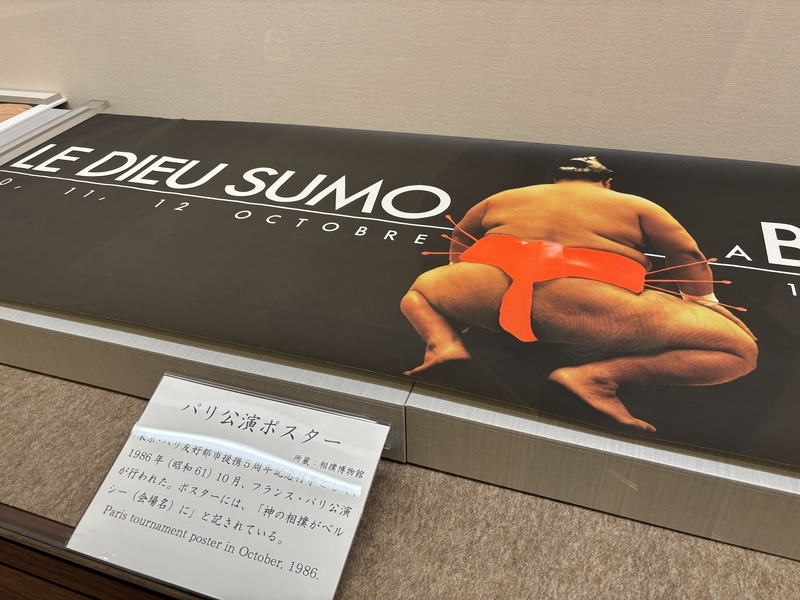 LE DIEU SUMO
11, 12 OCTOBRE
A
パリ公演ポスター
所蔵：相撲博物館
東京・パリ友好都市提携5周年記念行事として、
1986年（昭和61）10月、フランス・パリ公演
が行われた。ポスターには、「神の相撲がベル
シー（会場名）に」と記されている。
Paris tournament poster in October, 1986.